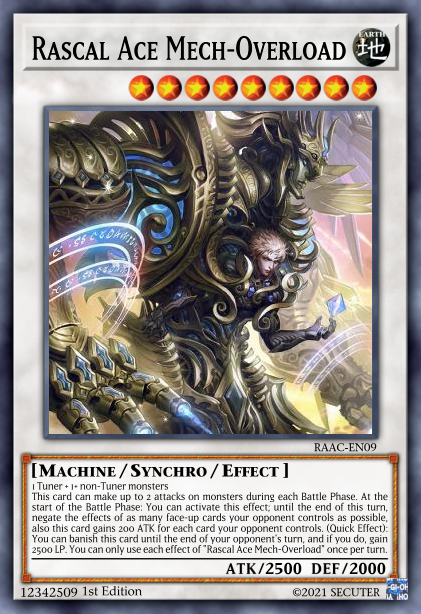 Rascal Ace Mech-Overload
EARTH
地
RAAC-EN09
[Machine / Synchro / Effect ]
1 Tuner + 1+ non-Tuner monsters
This card can make up to 2 attacks on monsters during each Battle Phase. At the
start of the Battle Phase: You can activate this effect; until the end of this turn,
negate the effects of as many face-up cards your opponent controls as possible,
also this card gains 200 ATK for each card your opponent controls. (Quick Effect):
You can banish this card until the end of your opponent's turn, and if you do, gain
2500 LP. You can only use each effect of "Rascal Ace Mech-Overload" once per turn.
ATK/2500 DEF/2000
12342509 1st Edition
©2021 SECUTER